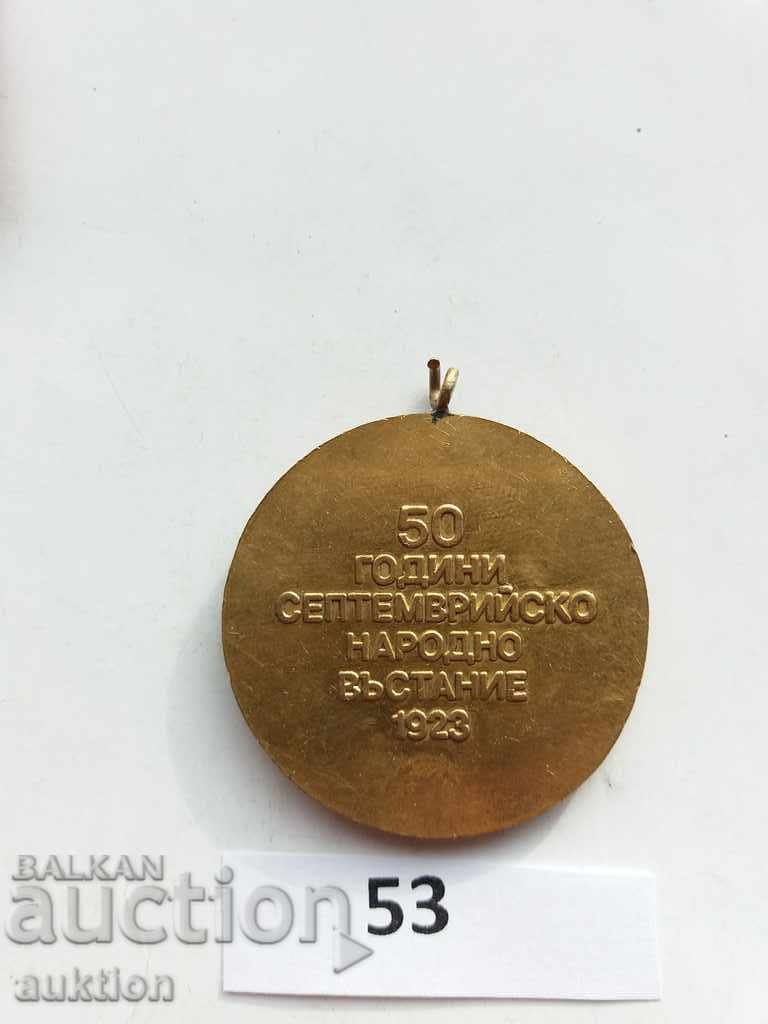 50
ГОДИНИ
СЕПТЕМВРИЙСКО
НАРОДНО
ВЪСТАНИЕ
1923
53
BALKAN
auction
auktion